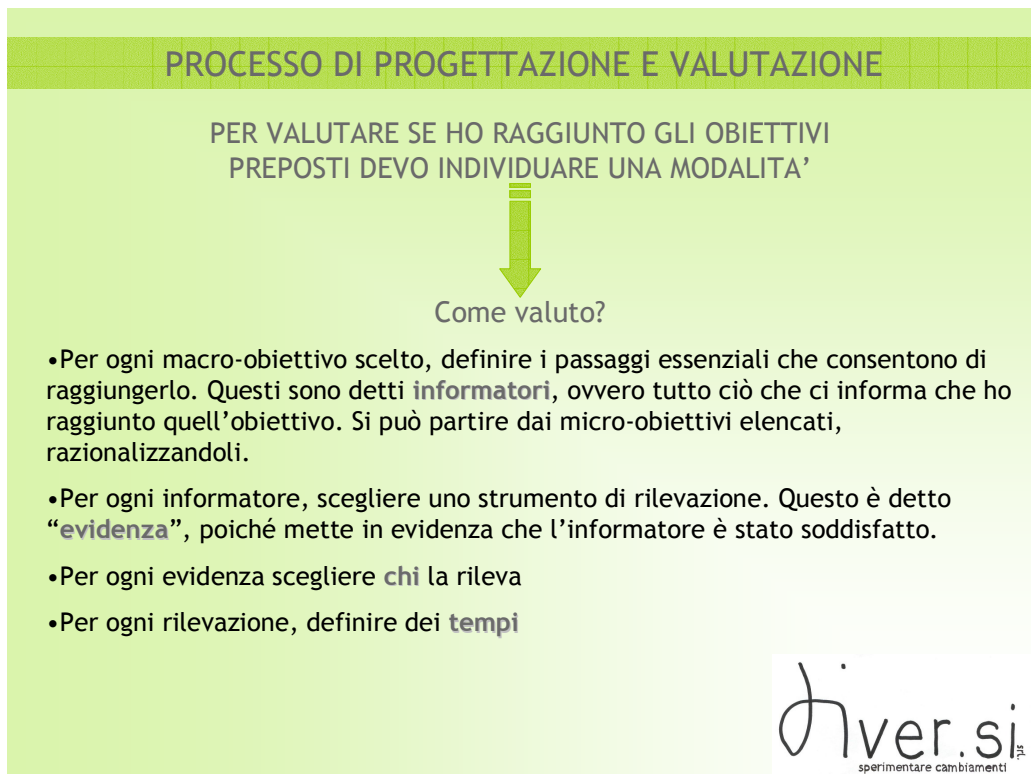 PROCESSO DI PROGETTAZIONE E VALUTAZIONE
PER VALUTARE SE HO RAGGIUNTO GLI OBIETTIVI
PREPOSTI DEVO INDIVIDUARE UNA MODALITA’
Come valuto?
•Per ogni macro-obiettivo scelto, definire i passaggi essenziali che consentono di
raggiungerlo. Questi sono detti informatori, ovvero tutto ciò che ci informa che ho
raggiunto quell’obiettivo. Si può partire dai micro-obiettivi elencati,
razionalizzandoli.
•Per ogni informatore, scegliere uno strumento di rilevazione. Questo è detto
“evidenza”, poiché mette in evidenza che l’informatore è stato soddisfatto.
•Per ogni evidenza scegliere chi la rileva
•Per ogni rilevazione, definire dei tempi
diver.si srl.
sperimentare cambiamenti